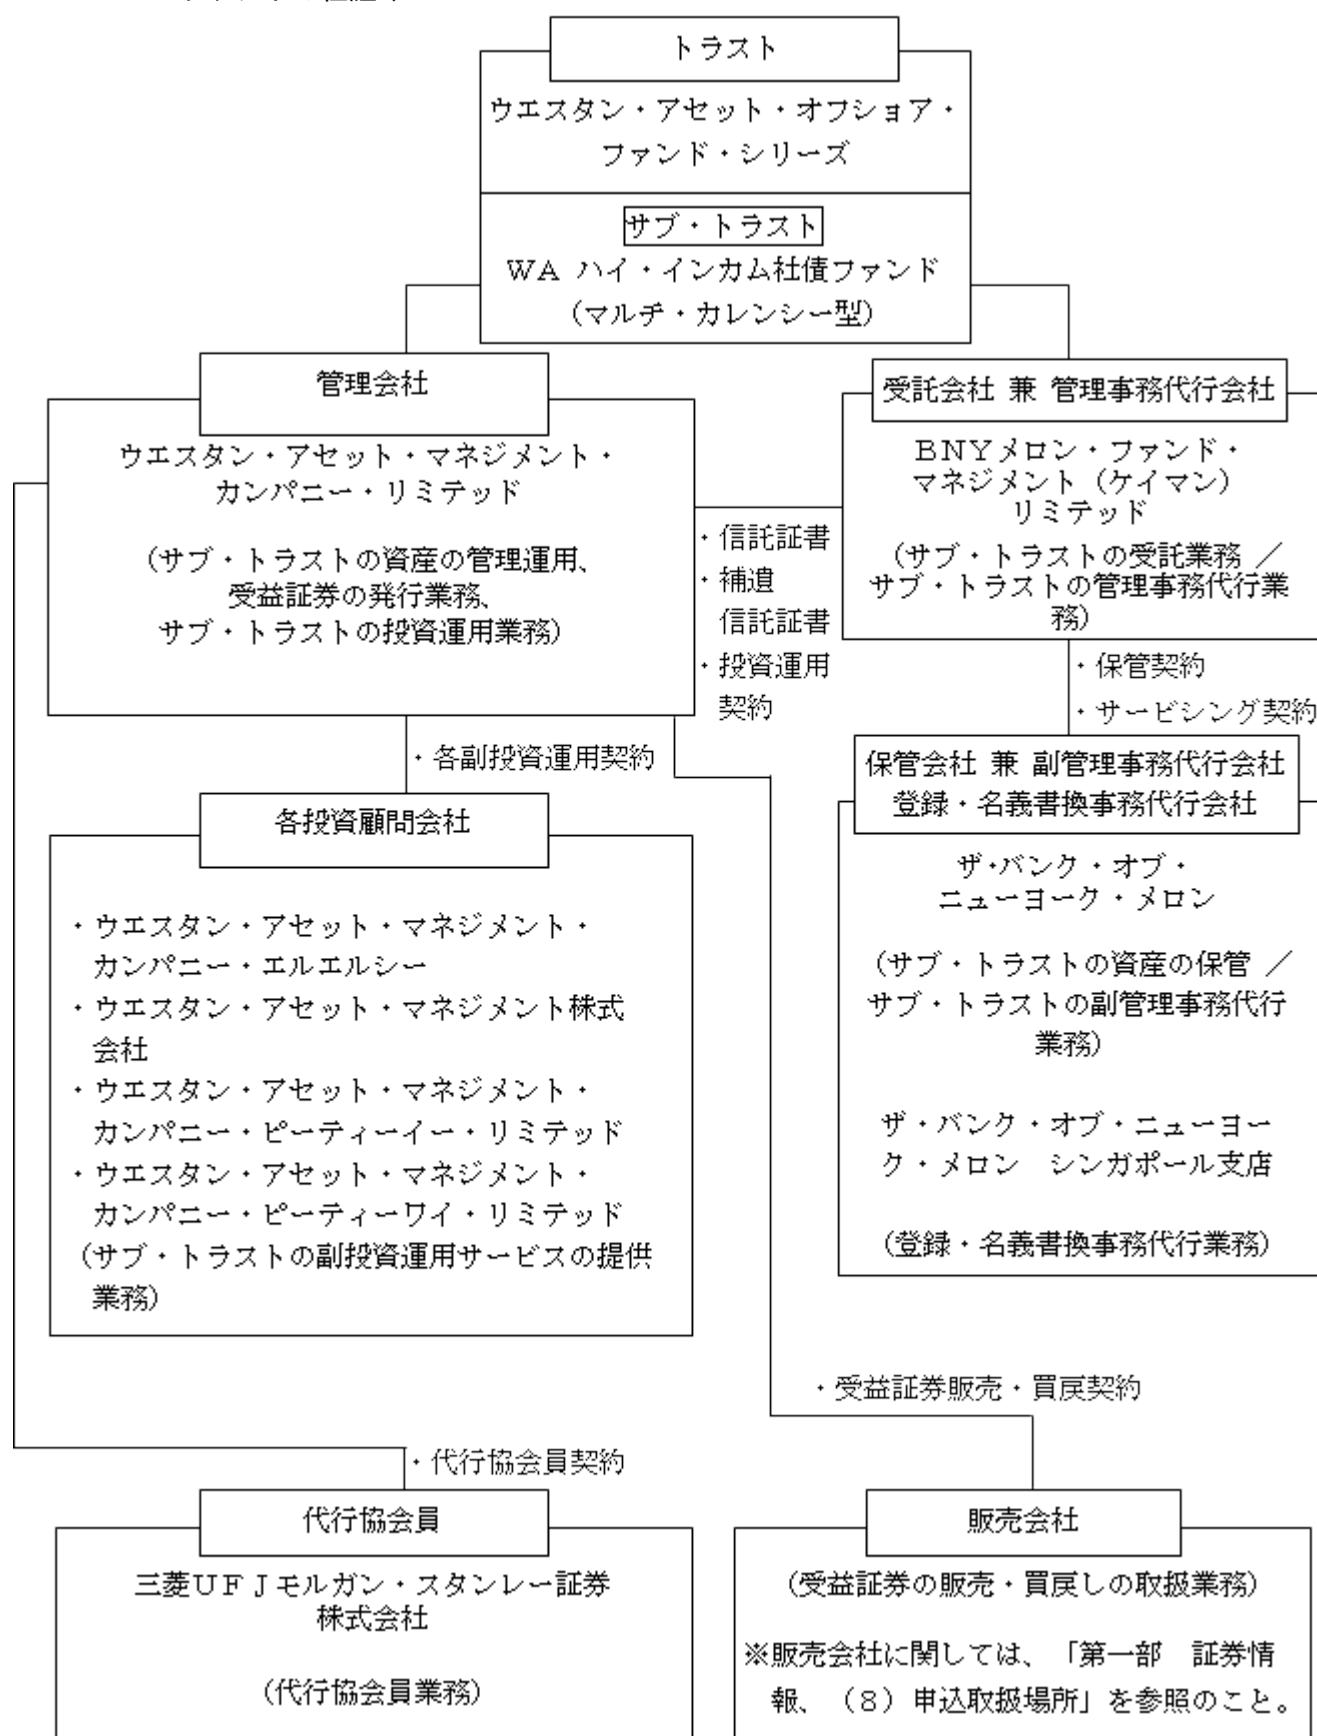 トラスト
ウエスタン・アセット・オフショア・
ファンド・シリーズ
サブ・トラスト
ＷＡ ハイ・インカム社債ファンド
（マルチ・カレンシー型）
管理会社
ウエスタン・アセット・マネジメント・
カンパニー・リミテッド
（サブ・トラストの資産の管理運用、
受益証券の発行業務、
サブ・トラストの投資運用業務）
受託会社 兼 管理事務代行会社
ＢＮＹメロン・ファンド・
マネジメント（ケイマン）
リミテッド
（サブ・トラストの受託業務 ／
サブ・トラストの管理事務代行業
務）
・信託証書
・補遺
信託証書
・投資運用
契約
・保管契約
・サービシング契約
・各副投資運用契約
保管会社 兼 副管理事務代行会社
登録・名義書換事務代行会社
ザ・バンク・オブ・
ニューヨーク・メロン
（サブ・トラストの資産の保管 ／
サブ・トラストの副管理事務代行
業務）
ザ・バンク・オブ・ニューヨー
ク・メロン　シンガポール支店
（登録・名義書換事務代行業務）
各投資顧問会社
・ウエスタン・アセット・マネジメント・
カンパニー・エルエルシー
・ウエスタン・アセット・マネジメント株式
会社
・ウエスタン・アセット・マネジメント・
カンパニー・ピーティーイー・リミテッド
・ウエスタン・アセット・マネジメント・
カンパニー・ピーティーワイ・リミテッド
（サブ・トラストの副投資運用サービスの提供
業務）
・受益証券販売・買戻契約
・代行協会員契約
代行協会員
三菱ＵＦＪモルガン・スタンレー証券
株式会社
（代行協会員業務）
販売会社
（受益証券の販売・買戻しの取扱業務）
※販売会社に関しては、「第一部　証券情
報、（８）申込取扱場所」を参照のこと。